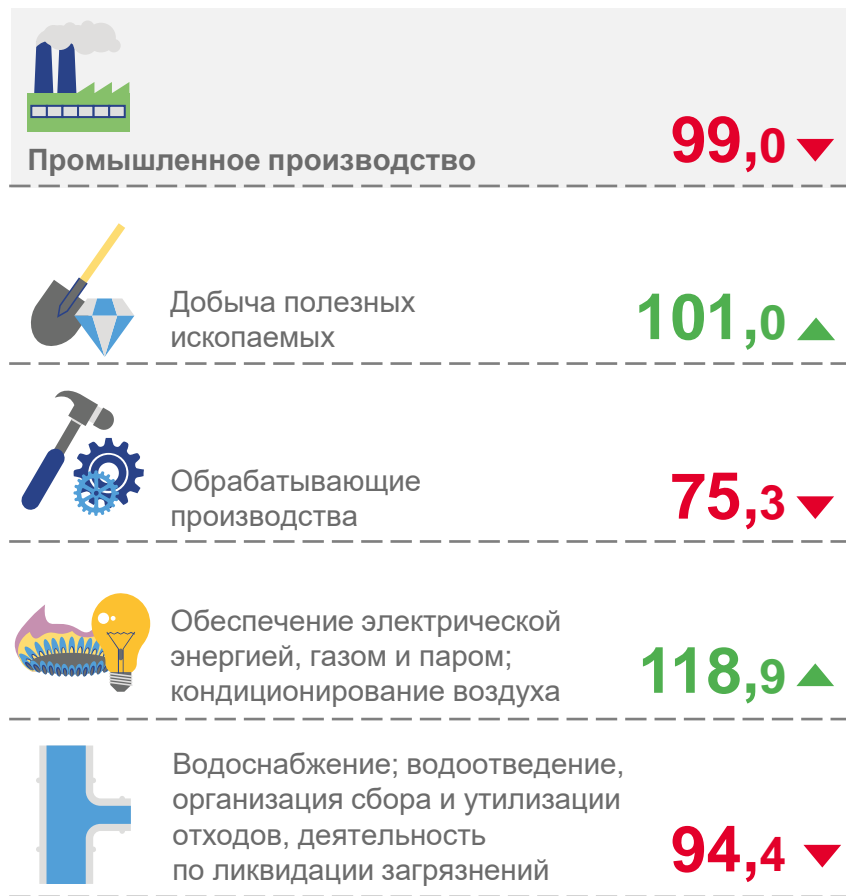 Промышленное производство
99,0
Добыча полезных
ископаемых
101,0
Обрабатывающие
производства
75,3
Обеспечение электрической
энергией, газом и паром;
кондиционирование воздуха
118,9
Водоснабжение; водоотведение,
организация сбора и утилизации
отходов, деятельность
по ликвидации загрязнений
94,4